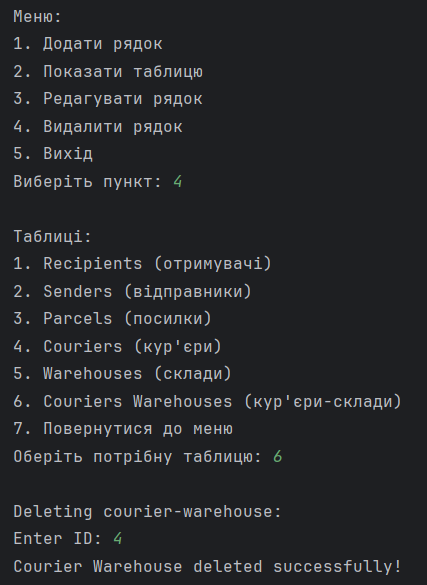 Меню:
1. Додати рядок
2. Показати таблицю
3. Редагувати рядок
4. Видалити рядок
5. Вихід
Виберіть пункт: 4
Таблиці:
1. Recipients (отримувачі)
2. Senders (відправники)
3. Parcels (посилки)
4. Couriers (кур'єри)
5. Warehouses (склади)
6. Couriers Warehouses (кур'єри-склади)
7. Повернутися до меню
Оберіть потрібну таблицю: 6
Deleting courier-warehouse:
Enter ID: 4
Courier Warehouse deleted successfully!